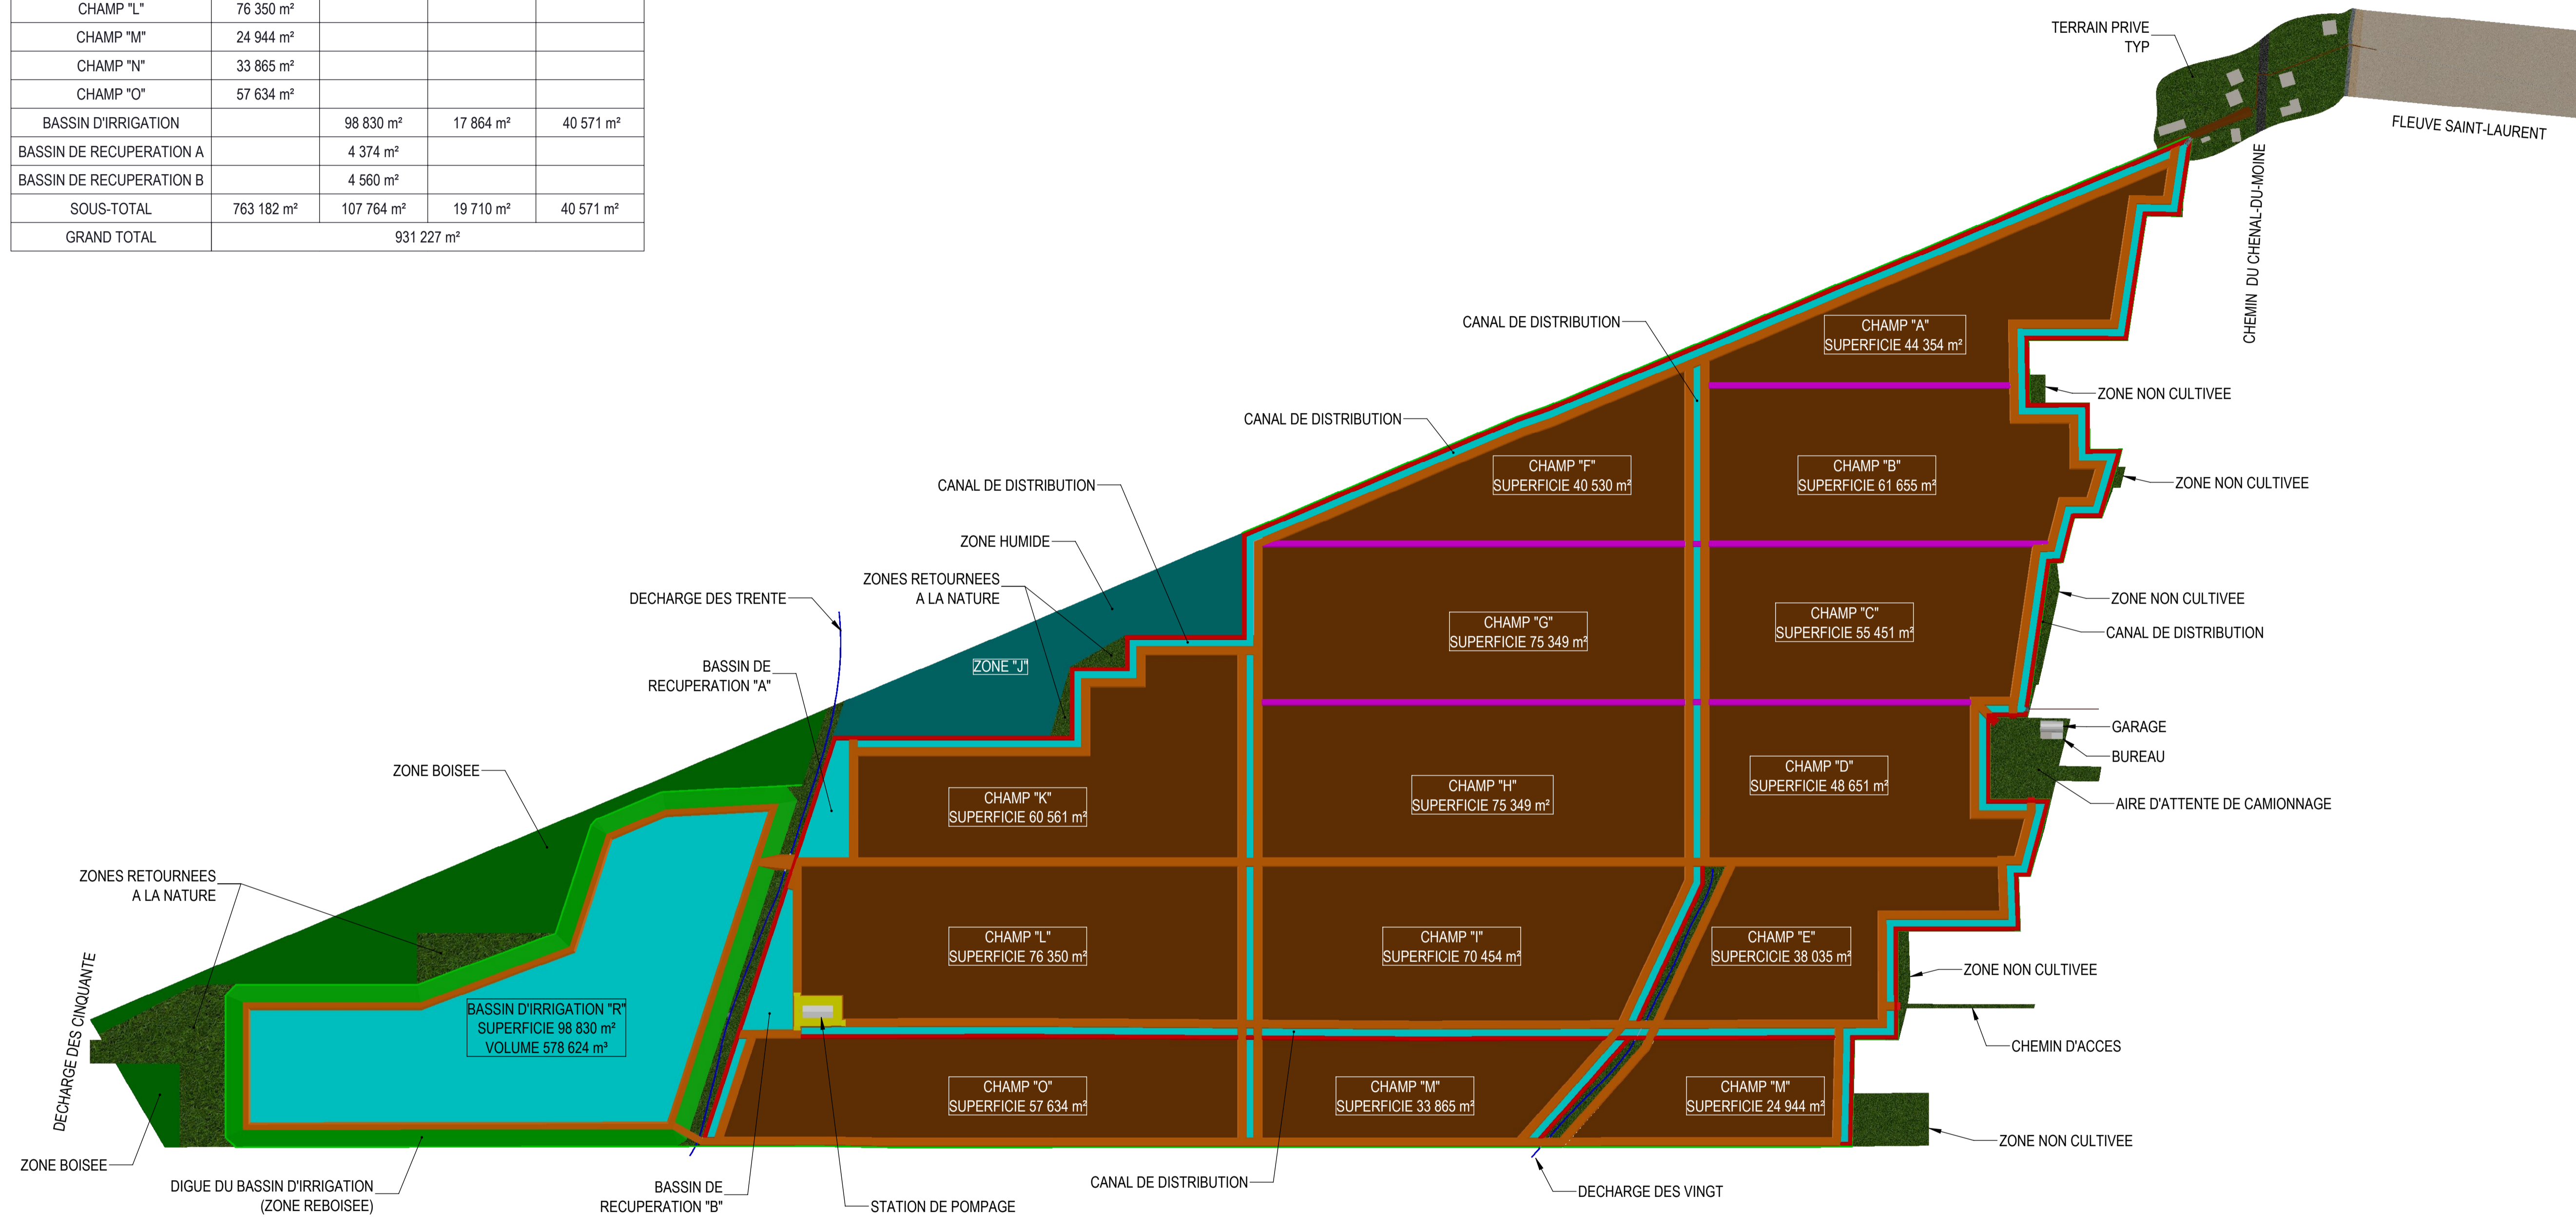 CHAMP "L" 76 350 m²
CHAMP "M" 24 944 m²
CHAMP "N" 33 865 m²
CHAMP "O" 57 634 m²
BASSIN D'IRRIGATION 98 830 m² 17 864 m² 40 571 m²
BASSIN DE RECUPERATION A 4 374 m²
BASSIN DE RECUPERATION B 4 560 m²
SOUS-TOTAL 763 182 m² 107 764 m² 19 710 m² 40 571 m²
GRAND TOTAL 931 227 m²
TERRAIN PRIVE
TYP
FLEUVE SAINT-LAURENT
CHEMIN DU CHENAL-DU-MOINE
CANAL DE DISTRIBUTION
CHAMP "A"
SUPERFICIE 44 354 m²
ZONE NON CULTIVEE
CANAL DE DISTRIBUTION
CHAMP "F"
SUPERFICIE 40 530 m²
CHAMP "B"
SUPERFICIE 61 655 m²
ZONE NON CULTIVEE
CANAL DE DISTRIBUTION
ZONE HUMIDE
ZONES RETOURNEES
A LA NATURE
DECHARGE DES TRENTE
ZONE NON CULTIVEE
CHAMP "G"
SUPERFICIE 75 349 m²
CHAMP "C"
SUPERFICIE 55 451 m²
CANAL DE DISTRIBUTION
BASSIN DE
RECUPERATION "A"
ZONE "J"
GARAGE
BUREAU
ZONE BOISEE
CHAMP "K"
SUPERFICIE 60 561 m²
CHAMP "H"
SUPERFICIE 75 349 m²
CHAMP "D"
SUPERFICIE 48 651 m²
AIRE D'ATTENTE DE CAMIONNAGE
ZONES RETOURNEES
A LA NATURE
CHAMP "L"
SUPERFICIE 76 350 m²
CHAMP "I"
SUPERFICIE 70 454 m²
CHAMP "E"
SUPERCICIE 38 035 m²
ZONE NON CULTIVEE
DECHARGE DES CINQUANTE
BASSIN D'IRRIGATION "R"
SUPERFICIE 98 830 m²
VOLUME 578 624 m³
CHEMIN D'ACCES
CHAMP "O"
SUPERFICIE 57 634 m²
CHAMP "M"
SUPERFICIE 33 865 m²
CHAMP "M"
SUPERFICIE 24 944 m²
ZONE NON CULTIVEE
ZONE BOISEE
DIGUE DU BASSIN D'IRRIGATION
(ZONE REBOISEE)
BASSIN DE
RECUPERATION "B"
STATION DE POMPAGE
CANAL DE DISTRIBUTION
DECHARGE DES VINGT